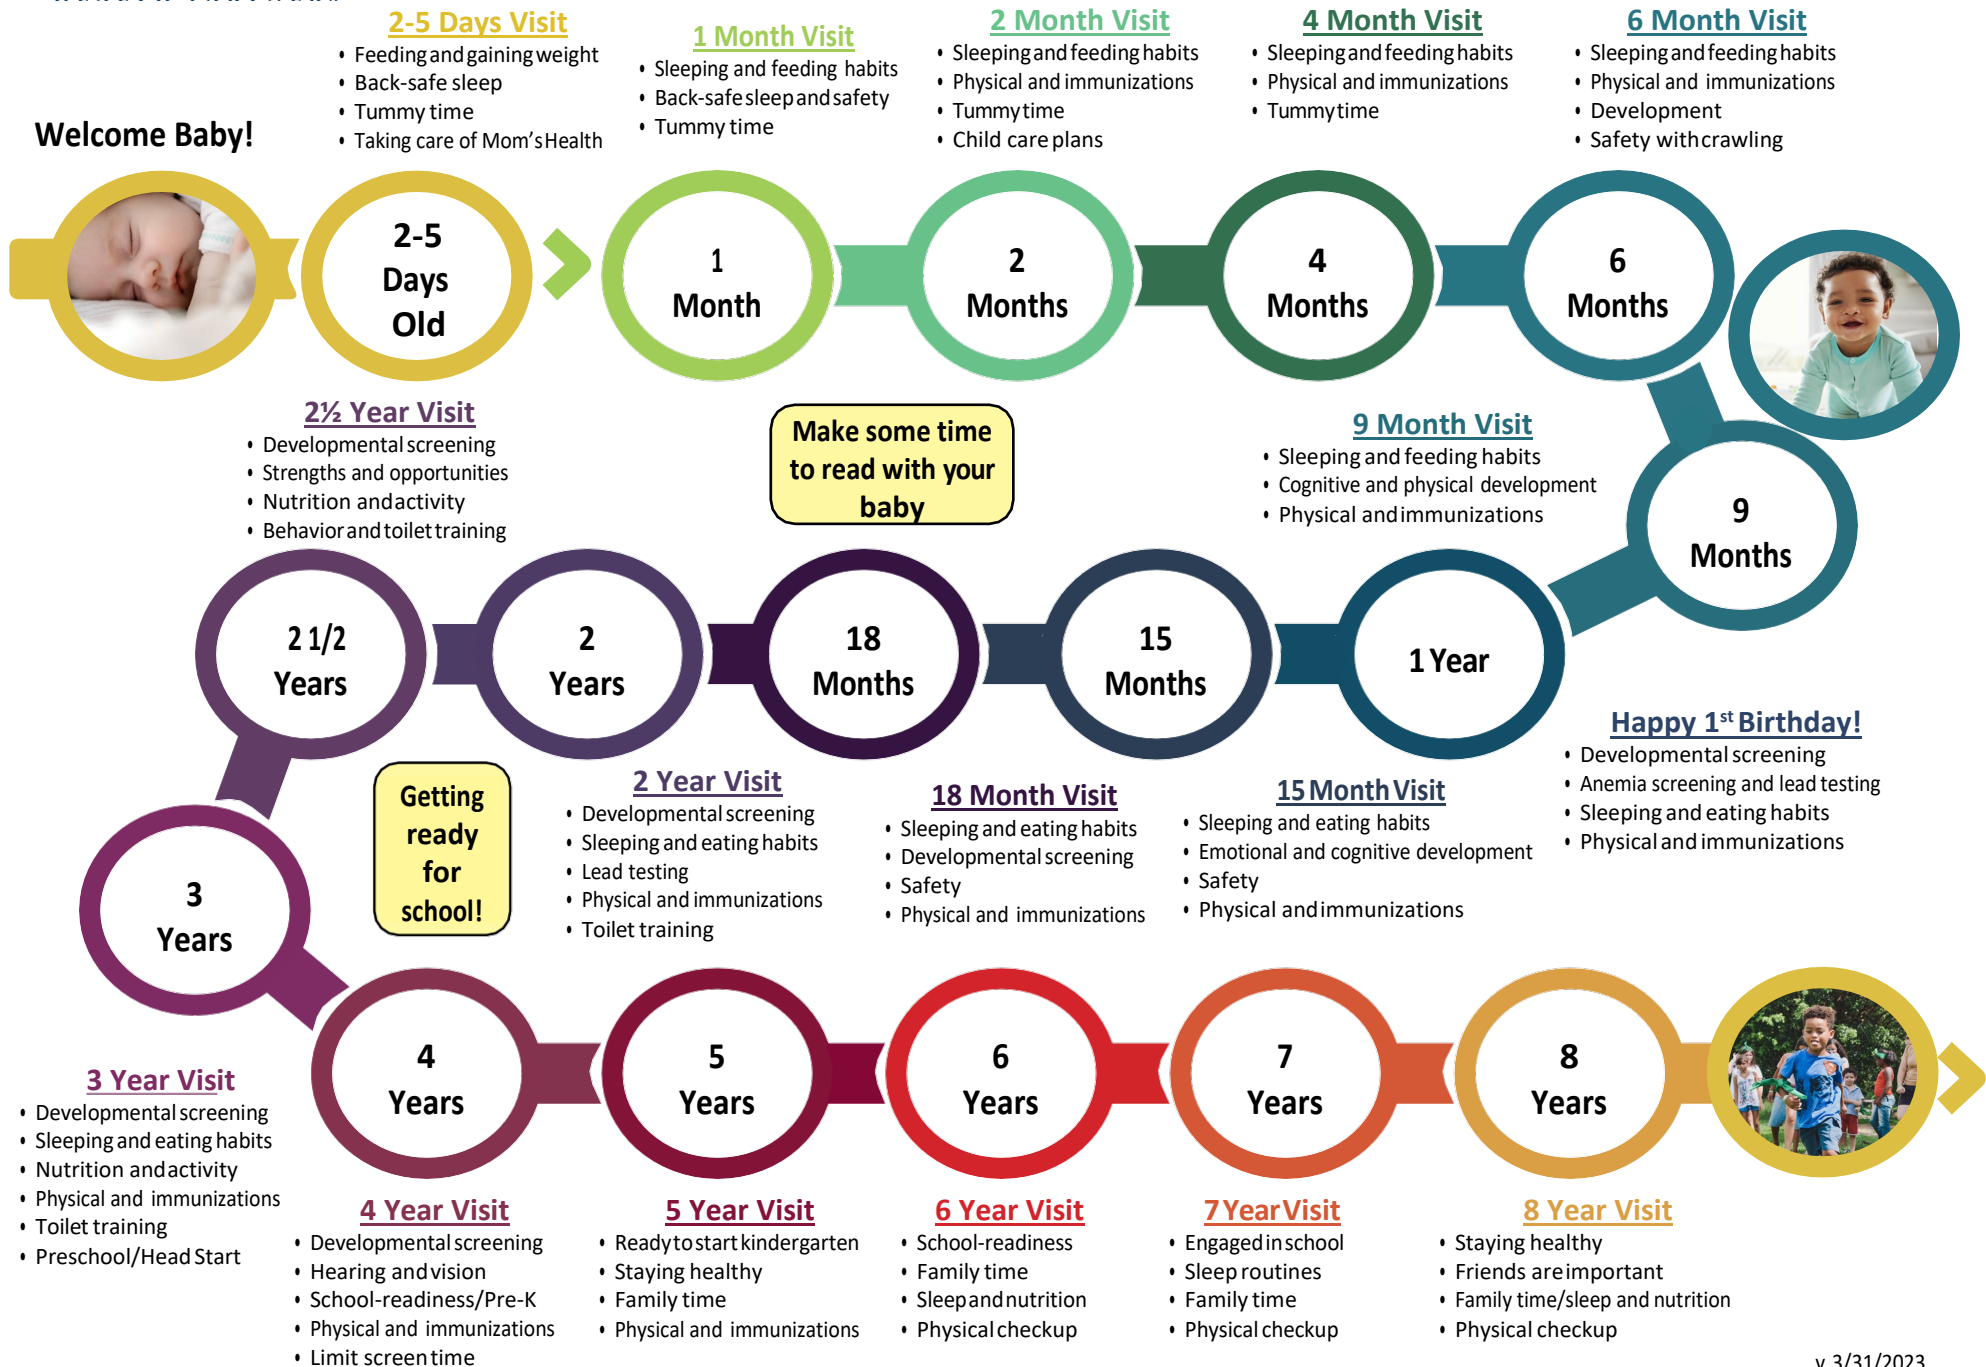 Welcome Baby!
2-5 Days Visit
• Feeding and gaining weight
• Back-safe sleep
• Tummy time
• Taking care of Mom's Health
1 Month Visit
• Sleeping and feeding habits
• Back-safe sleep and safety
• Tummy time
2 Month Visit
• Sleeping and feeding habits
• Physical and immunizations
• Tummy time
• Child care plans
4 Month Visit
• Sleeping and feeding habits
• Physical and immunizations
• Tummy time
6 Month Visit
• Sleeping and feeding habits
• Physical and immunizations
• Development
• Safety with crawling
2-5
Days
Old
1
Month
2
Months
4
Months
6
Months
2½ Year Visit
• Developmental screening
• Strengths and opportunities
• Nutrition and activity
• Behavior and toilet training
Make some time
to read with your
baby
9 Month Visit
• Sleeping and feeding habits
• Cognitive and physical development
• Physical and immunizations
9
Months
2 1/2
Years
2
Years
18
Months
15
Months
1 Year
Happy 1st Birthday!
• Developmental screening
• Anemia screening and lead testing
• Sleeping and eating habits
• Physical and immunizations
15 Month Visit
• Sleeping and eating habits
• Emotional and cognitive development
• Safety
• Physical and immunizations
18 Month Visit
• Sleeping and eating habits
• Developmental screening
• Safety
• Physical and immunizations
2 Year Visit
• Developmental screening
• Sleeping and eating habits
• Lead testing
• Physical and immunizations
• Toilet training
Getting
ready
for
school!
3
Years
4
Years
5
Years
6
Years
7
Years
8
Years
3 Year Visit
• Developmental screening
• Sleeping and eating habits
• Nutrition and activity
• Physical and immunizations
• Toilet training
• Preschool/Head Start
4 Year Visit
• Developmental screening
• Hearing and vision
• School-readiness/Pre-K
• Physical and immunizations
• Limit screen time
5 Year Visit
• Ready to start kindergarten
• Staying healthy
• Family time
• Physical and immunizations
6 Year Visit
• School-readiness
• Family time
• Sleep and nutrition
• Physical checkup
7 Year Visit
• Engaged in school
• Sleep routines
• Family time
• Physical checkup
8 Year Visit
• Staying healthy
• Friends are important
• Family time/sleep and nutrition
• Physical checkup
v 3/31/2023